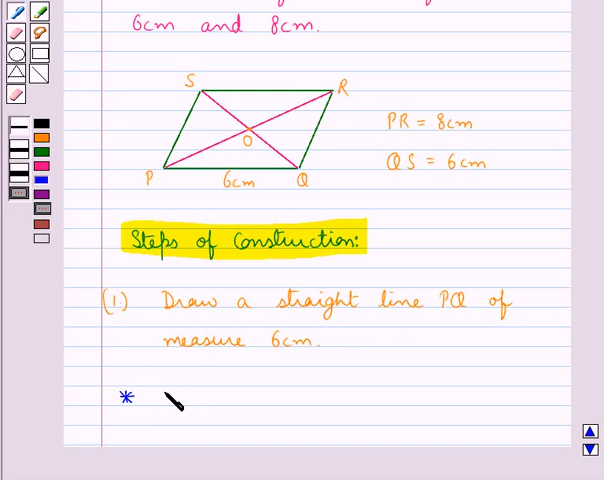 6cm and 8cm.
S
R
PR = 8cm
O
QS = 6cm
P
6cm
Q
Steps of Construction:
(1.) Draw a straight line PQ of
measure 6cm.
*